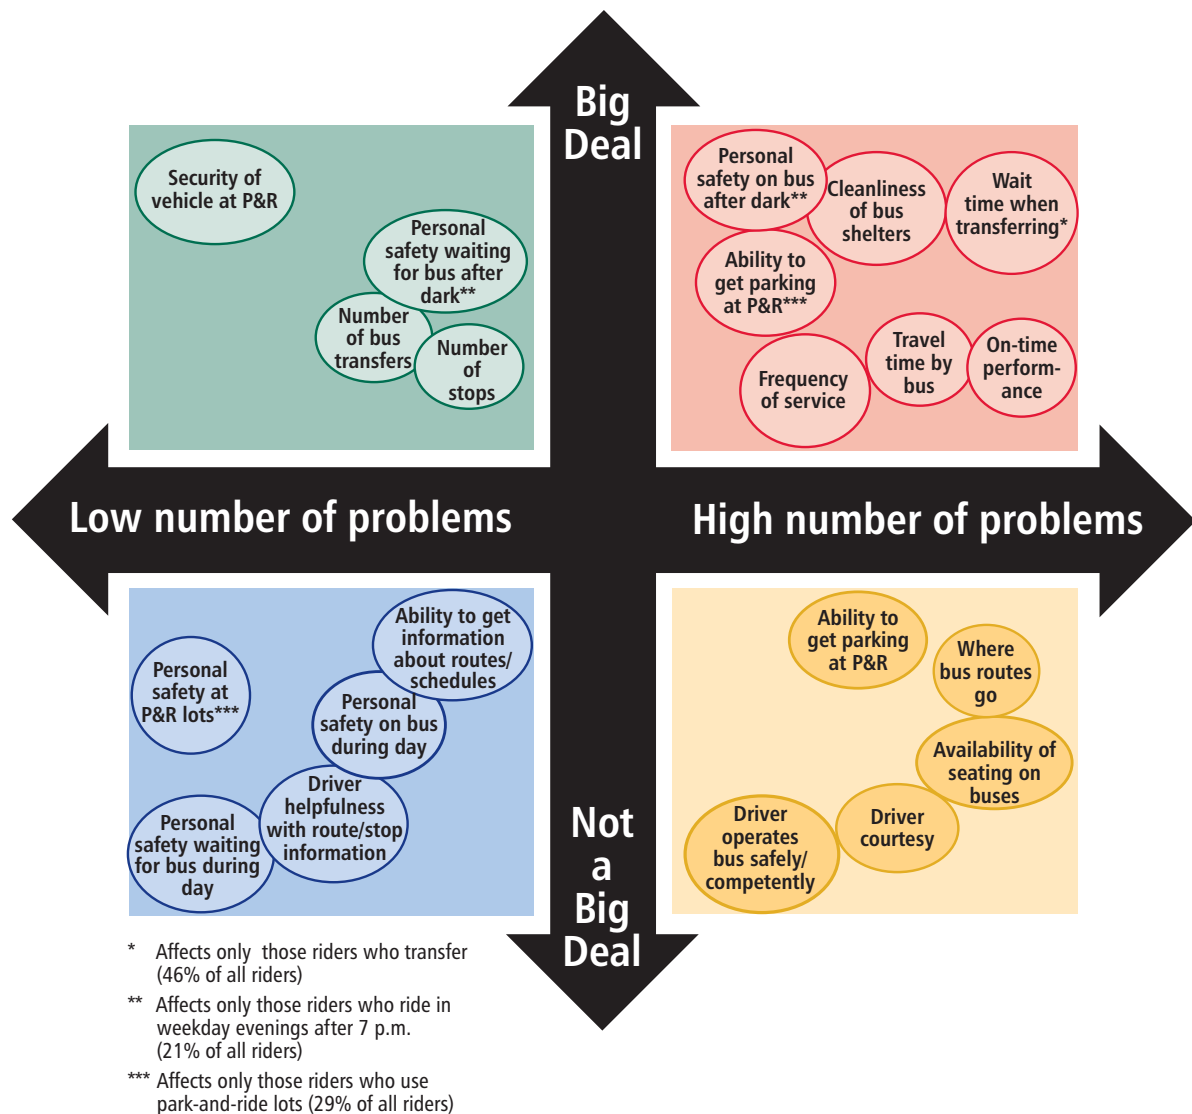 Big
Deal
Security of
vehicle at P&R
Personal
safety waiting
for bus after
dark**
Number
of bus
transfers
Number
of
stops
Personal
safety on bus
after dark**
Cleanliness
of bus
shelters
Wait
time when
transferring*
Ability to
get parking
at P&R***
Frequency
of service
Travel
time by
bus
On-time
perform-
ance
Low number of problems
High number of problems
Ability to get
information
about routes/
schedules
Personal
safety at
P&R lots***
Personal
safety on bus
during day
Driver
helpfulness
with route/stop
information
Personal
safety waiting
for bus during
day
Ability to
get parking
at P&R
Where
bus routes
go
Availability of
seating on
buses
Driver
courtesy
Driver
operates
bus safely/
competently
Not
a
Big
Deal
* Affects only those riders who transfer
(46% of all riders)
** Affects only those riders who ride in
weekday evenings after 7 p.m.
(21% of all riders)
*** Affects only those riders who use
park-and-ride lots (29% of all riders)